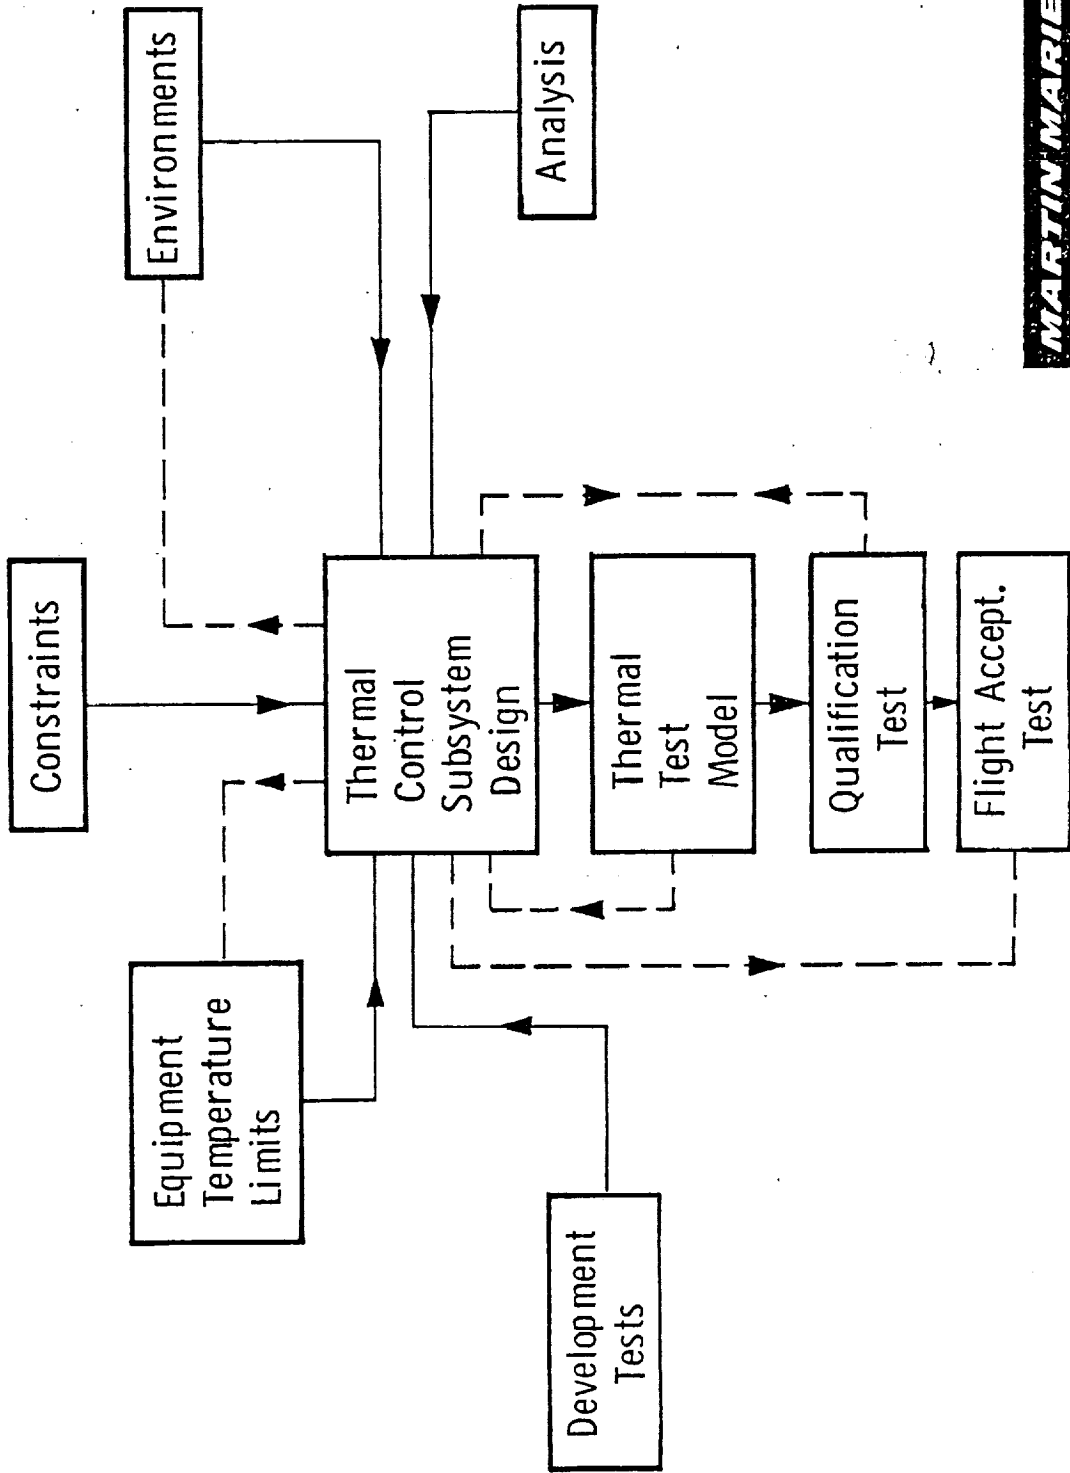 Constraints
Environments
Equipment
Temperature
Limits
Thermal
Control
Subsystem
Design
Analysis
Development
Tests
Thermal
Test
Model
Qualification
Test
Flight Accept.
Test
MARTIN MARIE